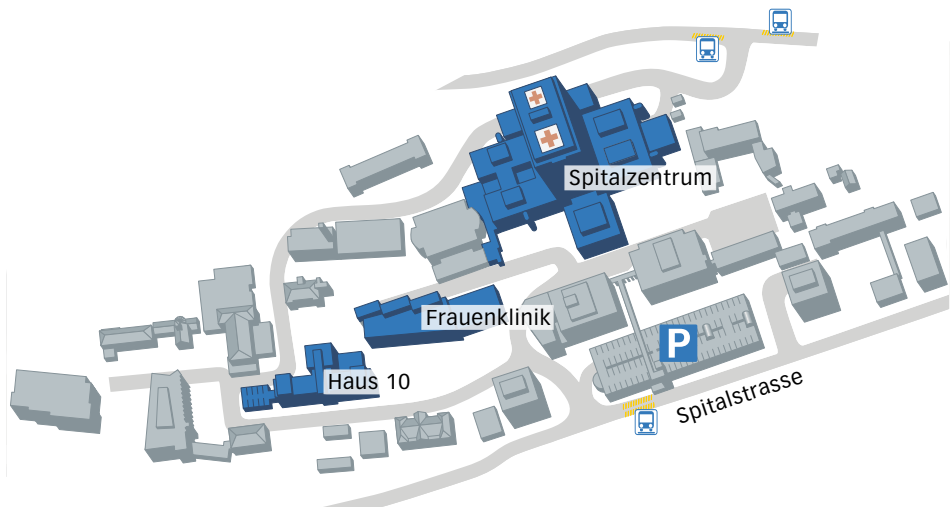 Spitalzentrum
Frauenklinik
P
Haus 10
Spitalstrasse